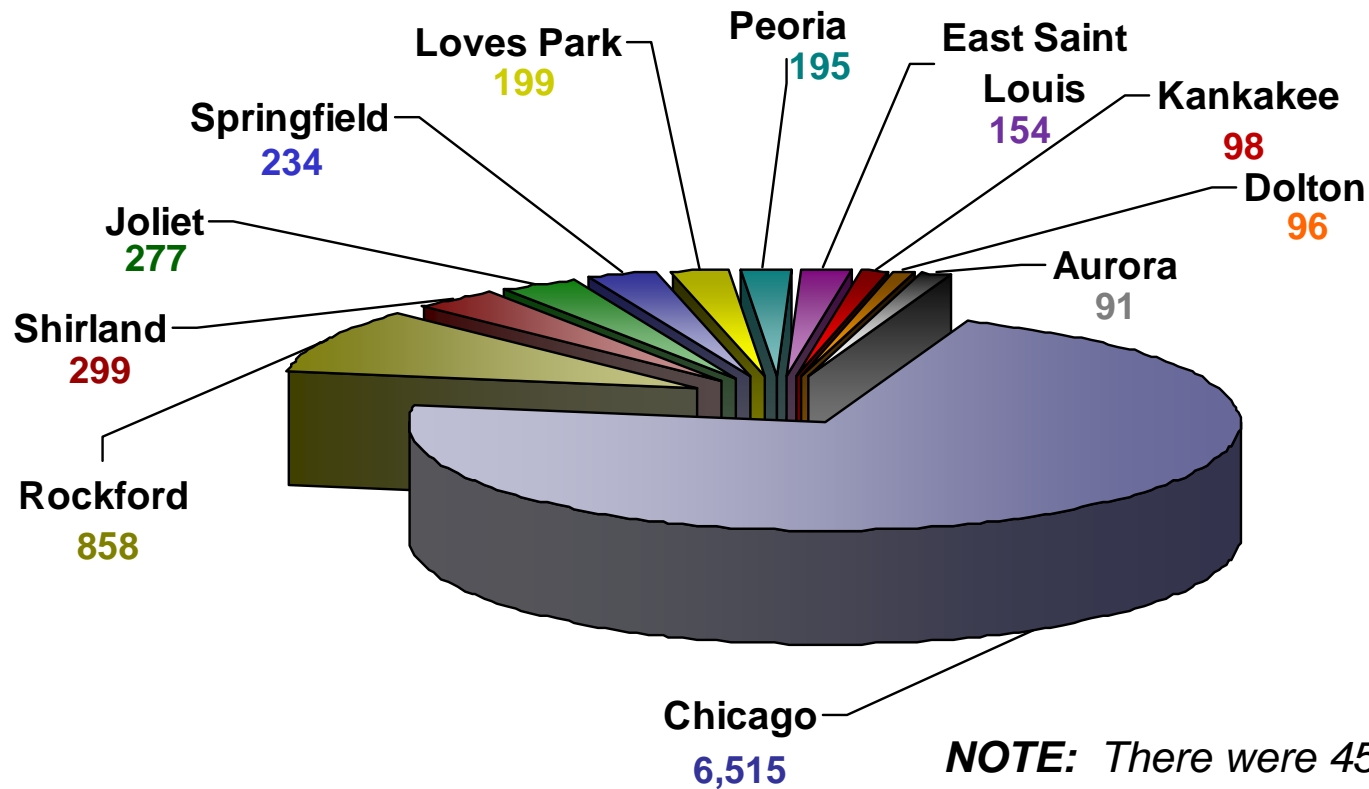 Loves Park
199
Peoria
195
East Saint
Louis
154
Kankakee
98
Dolton
96
Aurora
91
Springfield
234
Joliet
277
Shirland
299
Rockford
858
Chicago
6,515
NOTE: There were 45